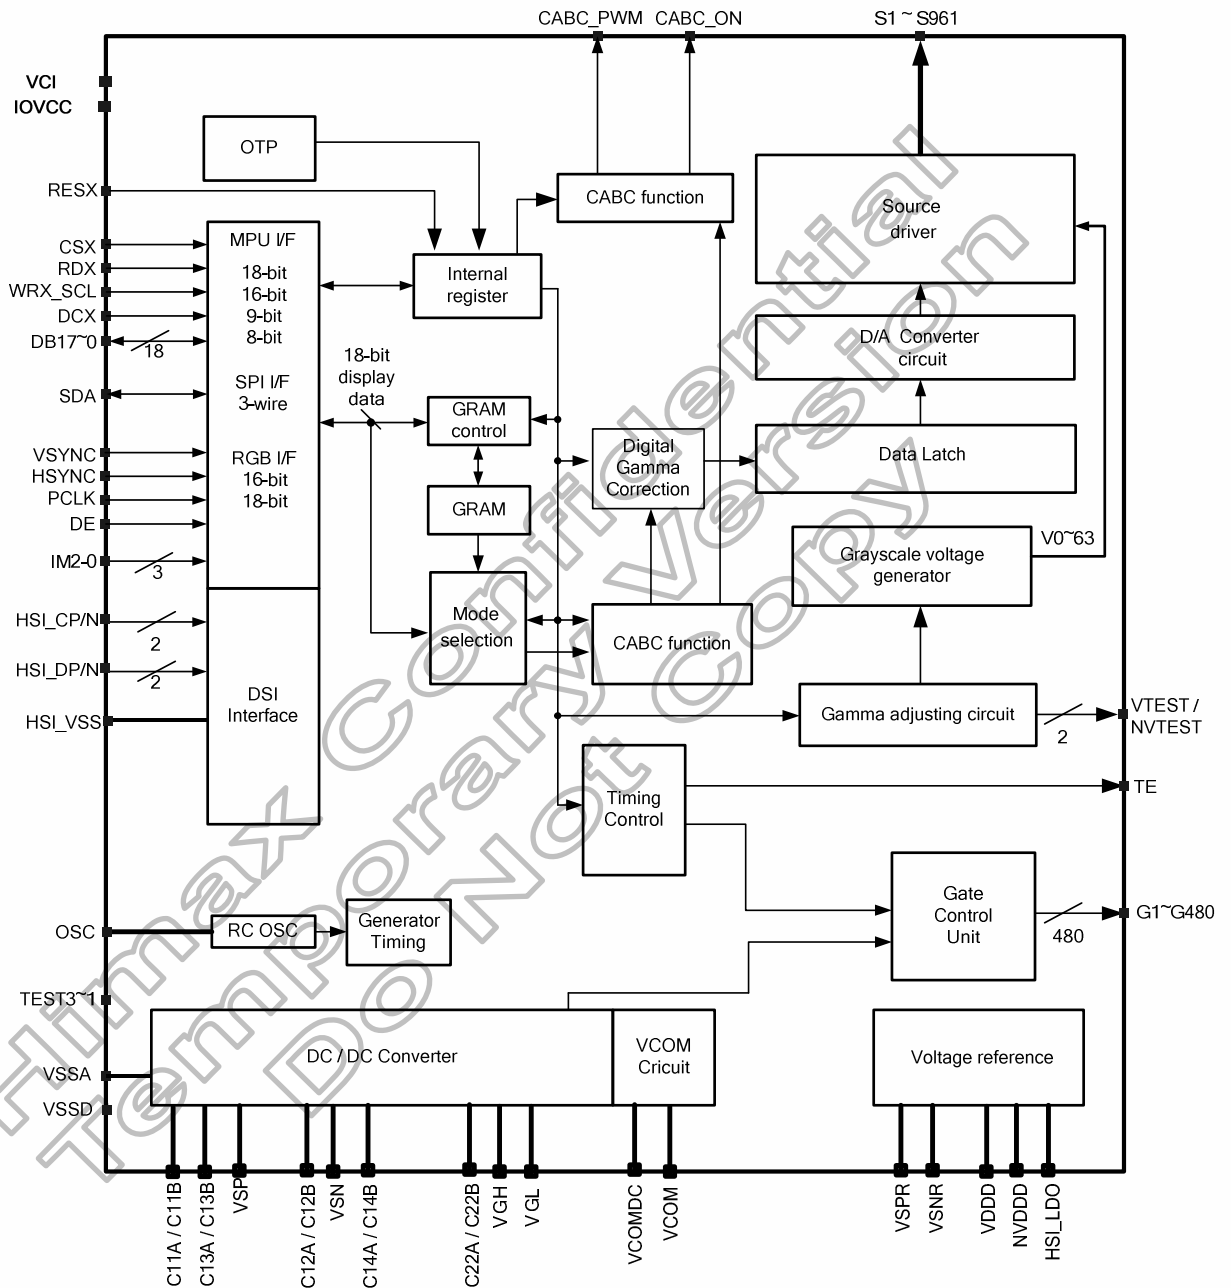 CABC_PWM
CABC_ON
S1 ~ S961
VCI
IOVCC
OTP
RESX
CABC function
Source
driver
CSX
RDX
WRX_SCL
DCX
DB17~0
18
SDA
VSYNC
HSYNC
PCLK
DE
IM2-0
3
HSI_CP/N
2
HSI_DP/N
2
HSI_VSS
MPU I/F
18-bit
16-bit
9-bit
8-bit
SPI I/F
3-wire
RGB I/F
16-bit
18-bit
DSI
Interface
Internal
register
18-bit
display
data
GRAM
control
GRAM
Mode
selection
Digital
Gamma
Correction
CABC function
D/A Converter
circuit
Data Latch
Grayscale voltage
generator
V0~63
Gamma adjusting circuit
2
VTEST /
NVTEST
Timing
Control
TE
Gate
Control
Unit
480
G1~G480
OSC
RC OSC
Generator
Timing
TEST3~1
VSSA
VSSD
DC / DC Converter
VCOM
Cricuit
Voltage reference
C11A / C11B
C13A / C13B
VSP
C12A / C12B
VSN
C14A / C14B
C22A / C22B
VGH
VGL
VCOMDC
VCOM
VSPR
VSNR
VDDD
NVDDD
HSI_LDO
Himax Confidential
Temporary Version
Do Not Copy